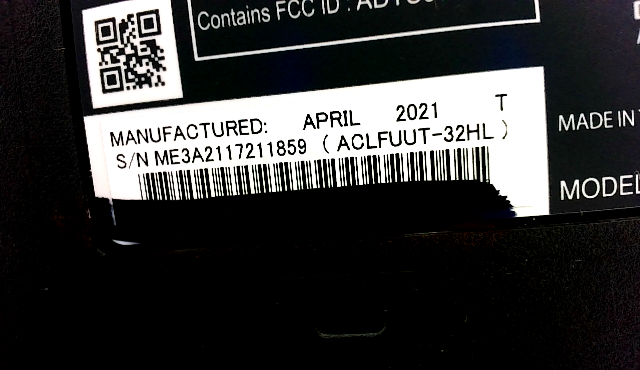 Contains FCC ID : ADT
MANUFACTURED: APRIL 2021 T
S/N ME3A2117211859 ( ACLFUUT-32HL )
MADE IN
MODEL